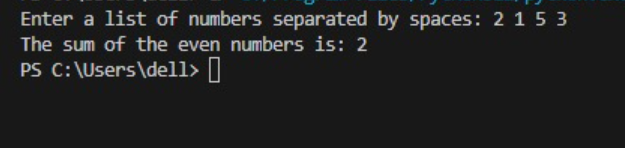 Enter a list of numbers separated by spaces: 2 1 5 3
The sum of the even numbers is: 2
PS C:\Users\dell>